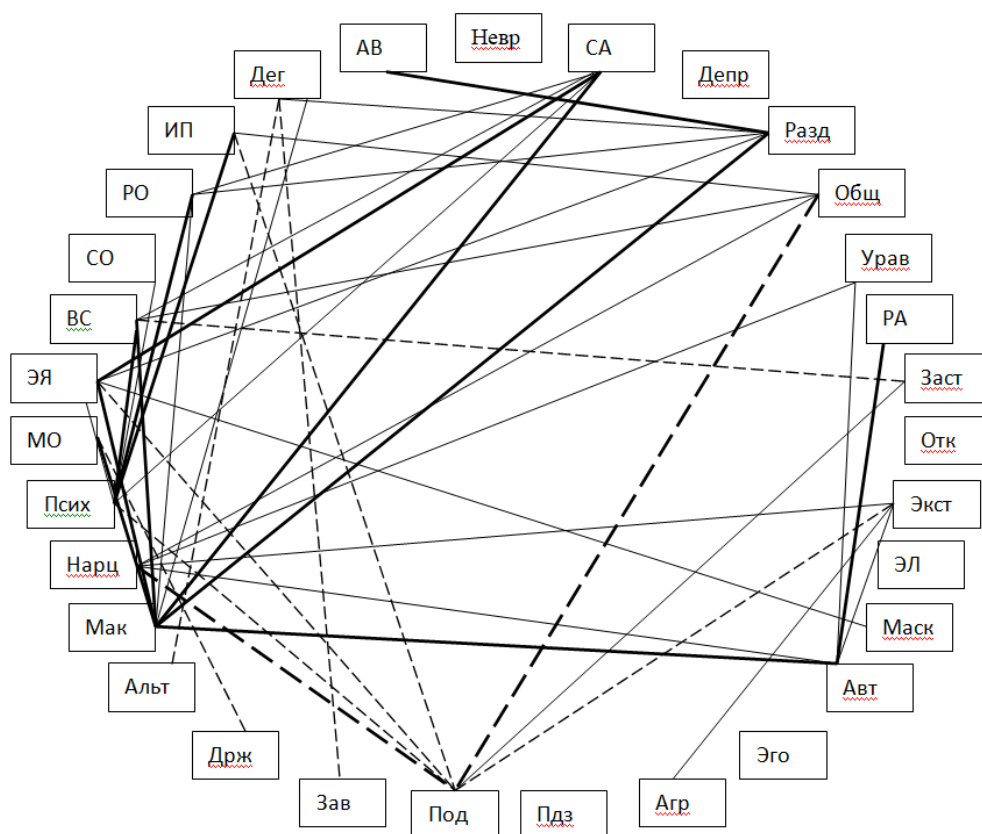 Невр
АВ
СА
Дег
Депр
ИП
Разд
РО
Общ
СО
Урав
ВС
РА
ЭЯ
Заст
МО
Отк
Псих
Экст
Нарц
ЭЛ
Мак
Маск
Альт
Авт
Држ
Эго
Зав
Под
Пдз
Агр